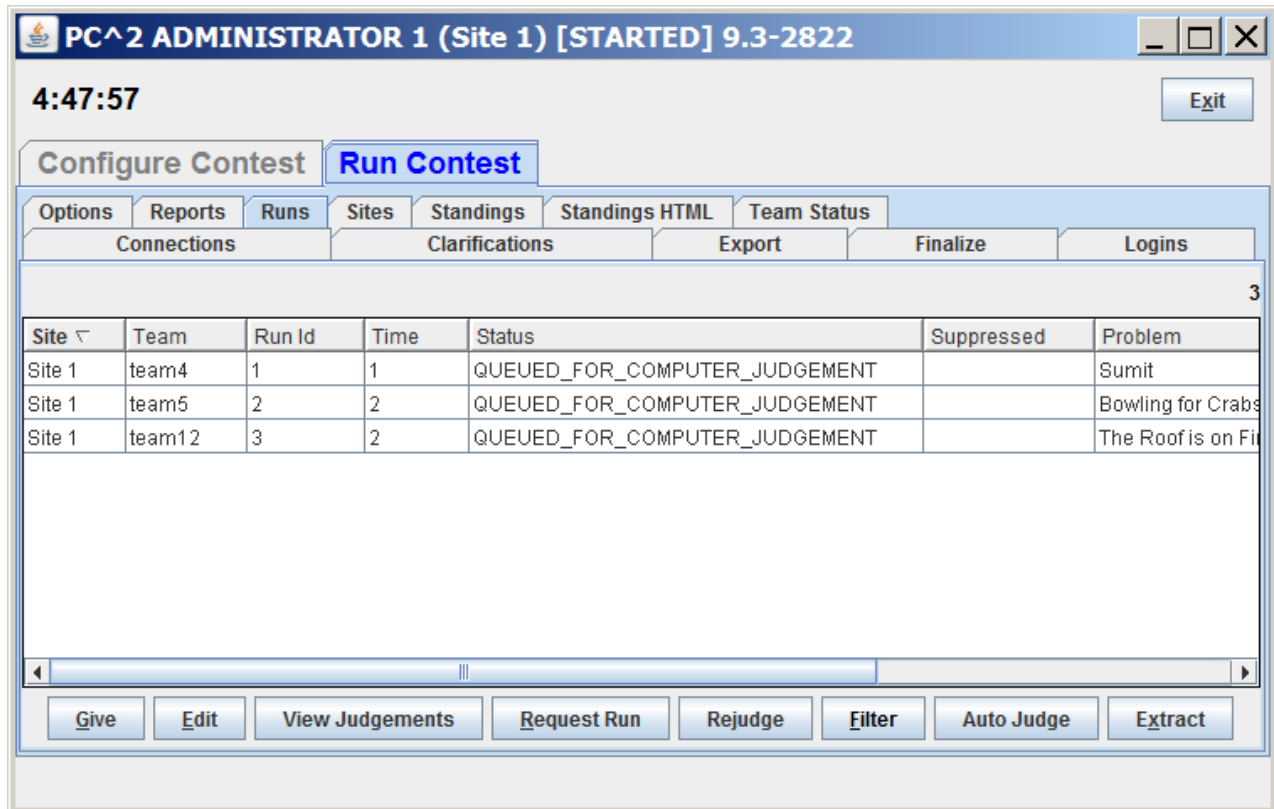 PC^2 ADMINISTRATOR 1 (Site 1) [STARTED] 9.3-2822
4:47:57 Exit
Configure Contest Run Contest
Options Reports Runs Sites Standings Standings HTML Team Status
Connections Clarifications Export Finalize Logins
3
Site Team Run Id Time Status Suppressed Problem
Site 1 team4 1 1 QUEUED_FOR_COMPUTER_JUDGEMENT Sumit
Site 1 team5 2 2 QUEUED_FOR_COMPUTER_JUDGEMENT Bowling for Crabs
Site 1 team12 3 2 QUEUED_FOR_COMPUTER_JUDGEMENT The Roof is on Fi
Give Edit View Judgements Request Run Rejudge Filter Auto Judge Extract